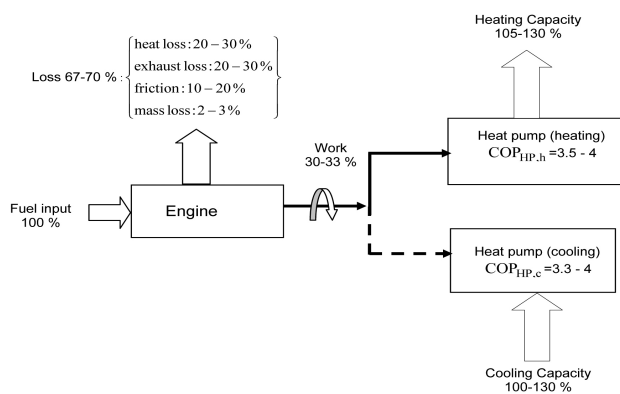 Heating Capacity
105-130 %
heat loss: 20 – 30%
exhaust loss: 20 – 30%
Loss 67-70 % :
friction: 10 – 20%
mass loss: 2 – 3%
Work
30-33 %
Heat pump (heating)
COP_HP.h =3.5 - 4
Fuel input
100 %
Engine
Heat pump (cooling)
COP_HP.c =3.3 - 4
Cooling Capacity
100-130 %